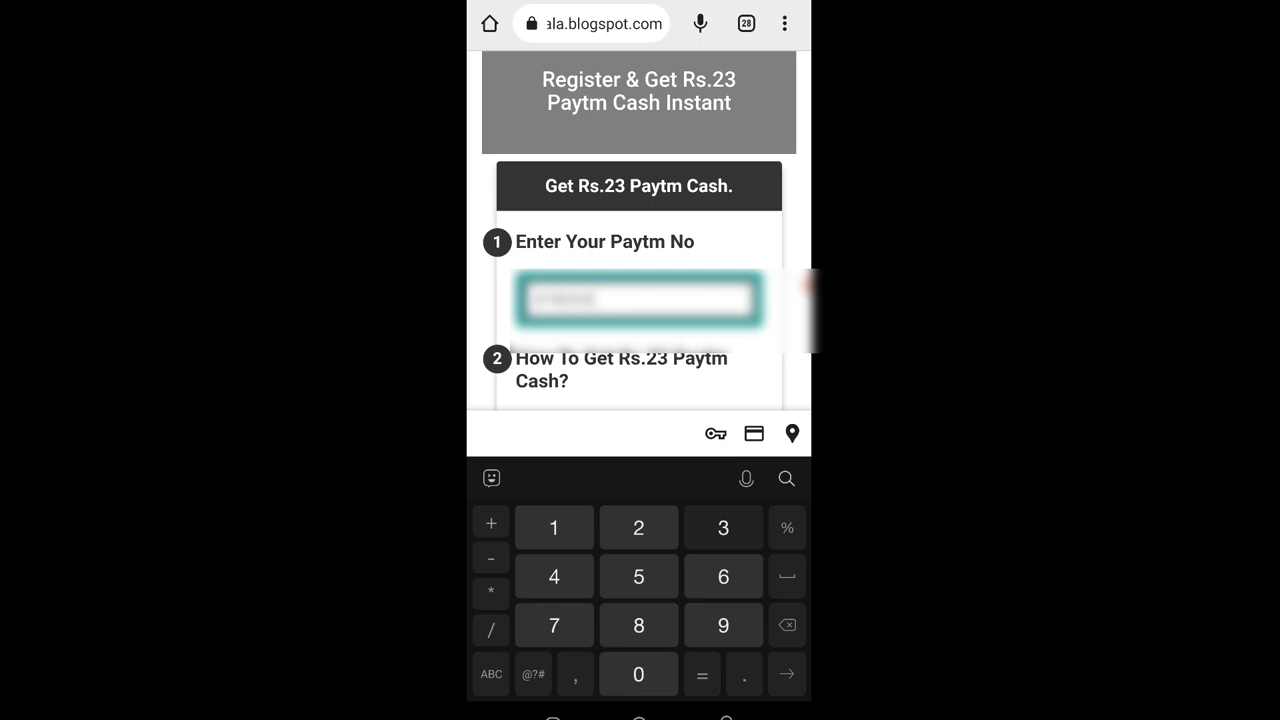 ala.blogspot.com
28
Register & Get Rs.23
Paytm Cash Instant
Get Rs.23 Paytm Cash.
1 Enter Your Paytm No
2 How To Get Rs.23 Paytm
Cash?
+ 1 2 3 %
- 4 5 6
* 7 8 9
/
ABC @?# , 0 = .